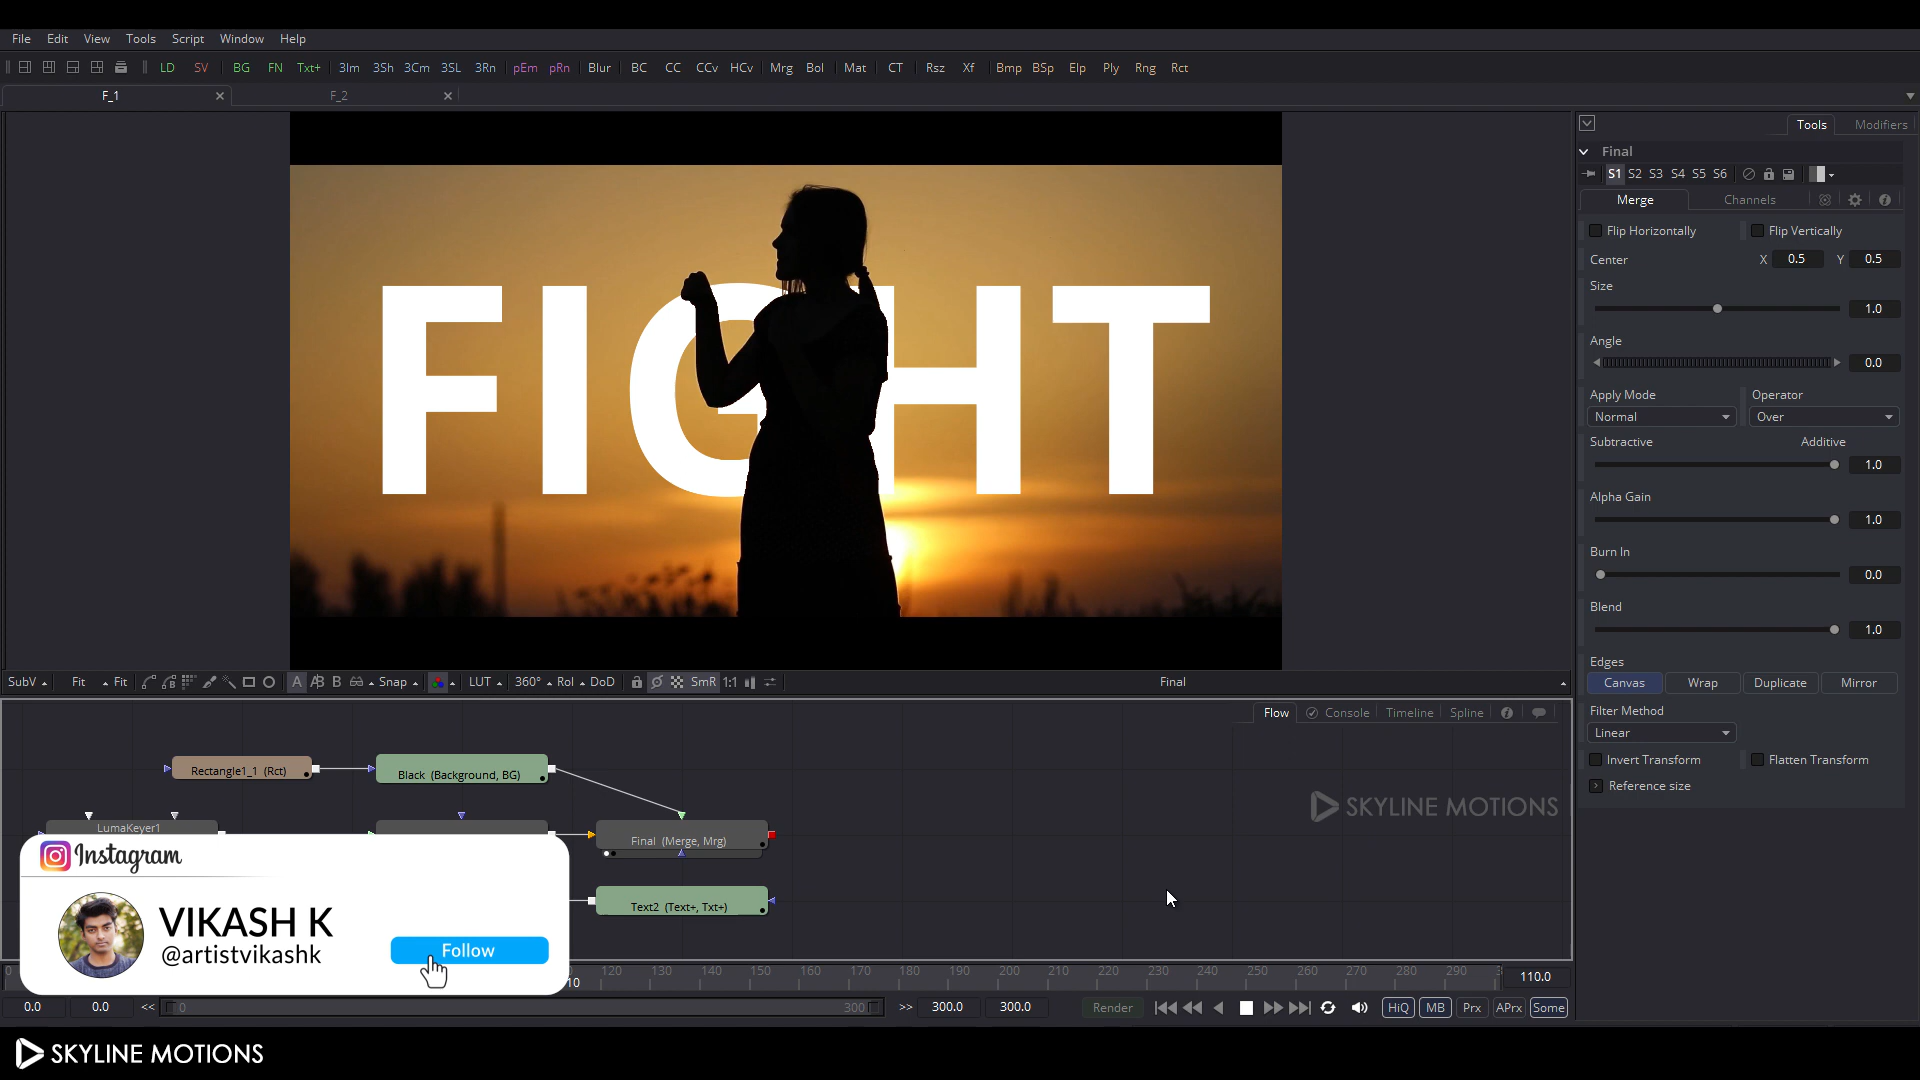 File Edit View Tools Script Window Help
LD SV BG FN Txt+ 3Im 3Sh 3Cm 3SL 3Rn pEm pRn Blur BC CC CCv HCv Mrg Bol Mat CT Rsz Xf Bmp BSp Elp Ply Rng Rct
F_1 F_2
Tools Modifiers
Final
S1 S2 S3 S4 S5 S6
Merge Channels
Flip Horizontally Flip Vertically
Center X 0.5 Y 0.5
Size
1.0
Angle
0.0
Apply Mode Operator
Normal Over
Subtractive Additive
1.0
Alpha Gain
1.0
Burn In
0.0
Blend
1.0
Edges
Canvas Wrap Duplicate Mirror
Filter Method
Linear
Invert Transform Flatten Transform
Reference size
FIGHT
SubV Fit Fit A A|B B Snap LUT 360° RoI DoD SmR 1:1 Final
Flow Console Timeline Spline
Rectangle1_1 (Rct) Black (Background, BG)
LumaKeyer1
Final (Merge, Mrg)
Text2 (Text+, Txt+)
SKYLINE MOTIONS
Instagram
VIKASH K
@artistvikashk
Follow
0 120 130 140 150 160 170 180 190 200 210 220 230 240 250 260 270 280 290 110.0
0.0 0.0 << 0 300 >> 300.0 300.0 Render HiQ MB Prx APrx Some
SKYLINE MOTIONS